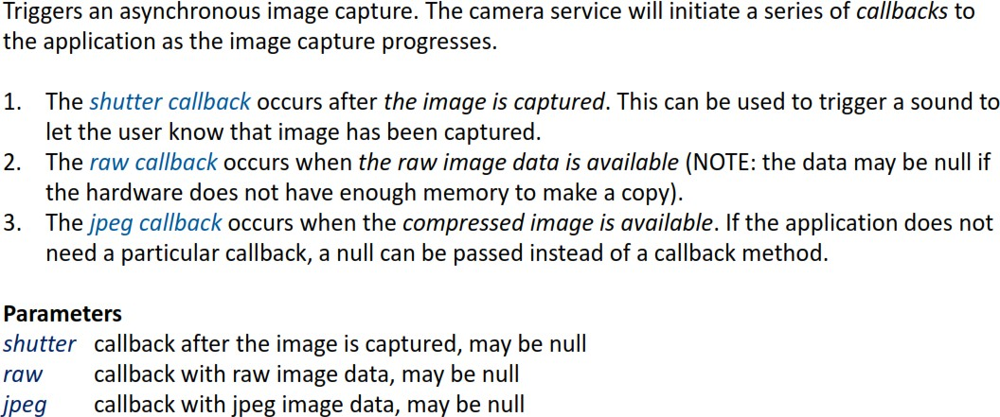 Triggers an asynchronous image capture. The camera service will initiate a series of callbacks to
the application as the image capture progresses.
1. The shutter callback occurs after the image is captured. This can be used to trigger a sound to
let the user know that image has been captured.
2. The raw callback occurs when the raw image data is available (NOTE: the data may be null if
the hardware does not have enough memory to make a copy).
3. The jpeg callback occurs when the compressed image is available. If the application does not
need a particular callback, a null can be passed instead of a callback method.
Parameters
shutter callback after the image is captured, may be null
raw callback with raw image data, may be null
jpeg callback with jpeg image data, may be null